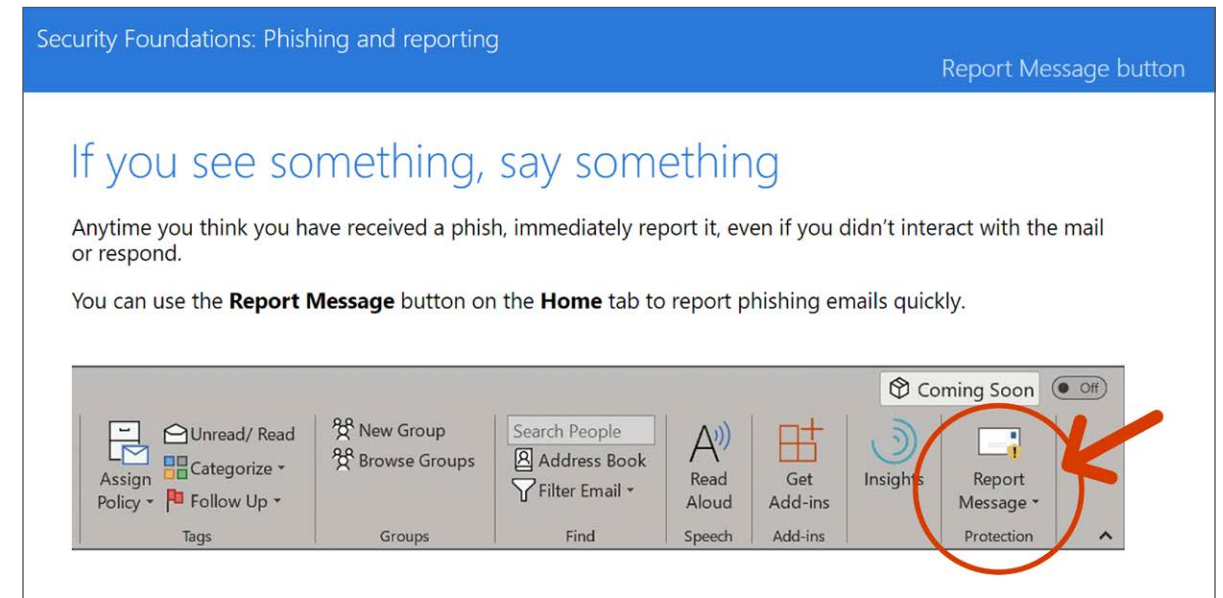 Security Foundations: Phishing and reporting
Report Message button
If you see something, say something
Anytime you think you have received a phish, immediately report it, even if you didn’t interact with the mail
or respond.
You can use the Report Message button on the Home tab to report phishing emails quickly.
Coming Soon
Off
Assign
Policy
Unread/ Read
Categorize
Follow Up
Tags
New Group
Browse Groups
Groups
Search People
Address Book
Filter Email
Find
Read
Aloud
Speech
Get
Add-ins
Add-ins
Insights
Report
Message
Protection